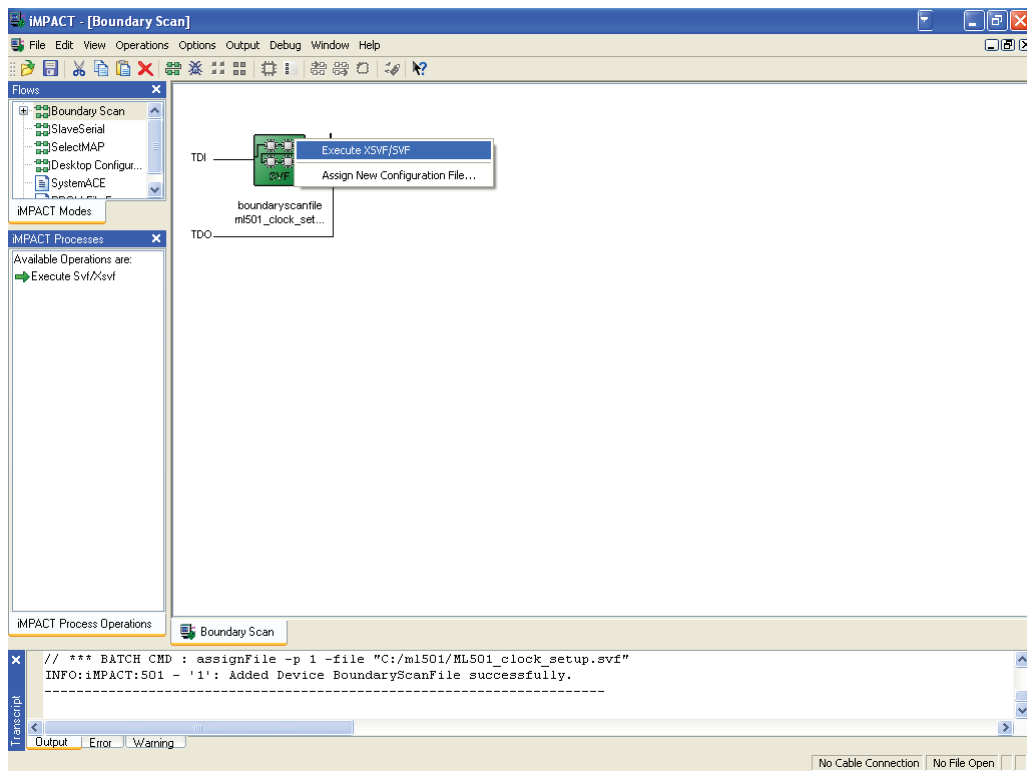 iMPACT - [Boundary Scan]
File Edit View Operations Options Output Debug Window Help
Flows
Boundary Scan
SlaveSerial
SelectMAP
Desktop Configur...
SystemACE
iMPACT Modes
iMPACT Processes
Available Operations are:
Execute Svf/Xsvf
iMPACT Process Operations
TDI
SVF
Execute XSVF/SVF
Assign New Configuration File...
boundaryscanfile
ml501_clock_set...
TDO
Boundary Scan
// *** BATCH CMD : assignFile -p 1 -file "C:/ml501/ML501_clock_setup.svf"
INFO:iMPACT:501 - '1': Added Device BoundaryScanFile successfully.
----------------------------------------------------------------------
Transcript
Output Error Warning
No Cable Connection No File Open